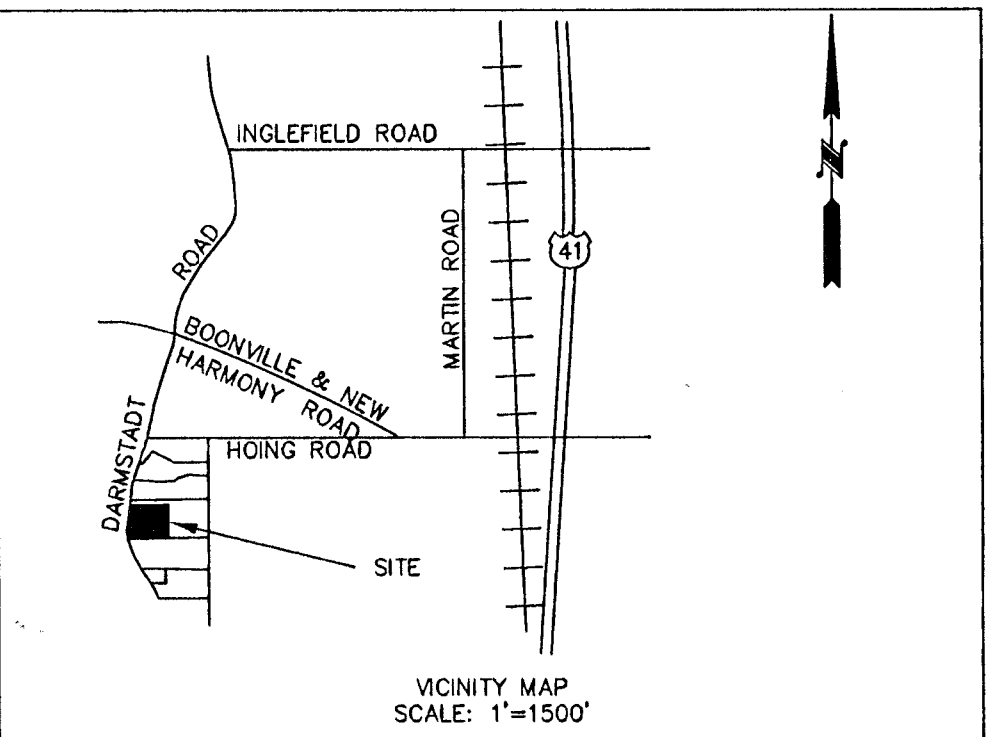 INGLEFIELD ROAD
N
ROAD
MARTIN ROAD
41
BOONVILLE & NEW
HARMONY ROAD
DARMSTADT
HOING ROAD
SITE
VICINITY MAP
SCALE: 1'=1500'